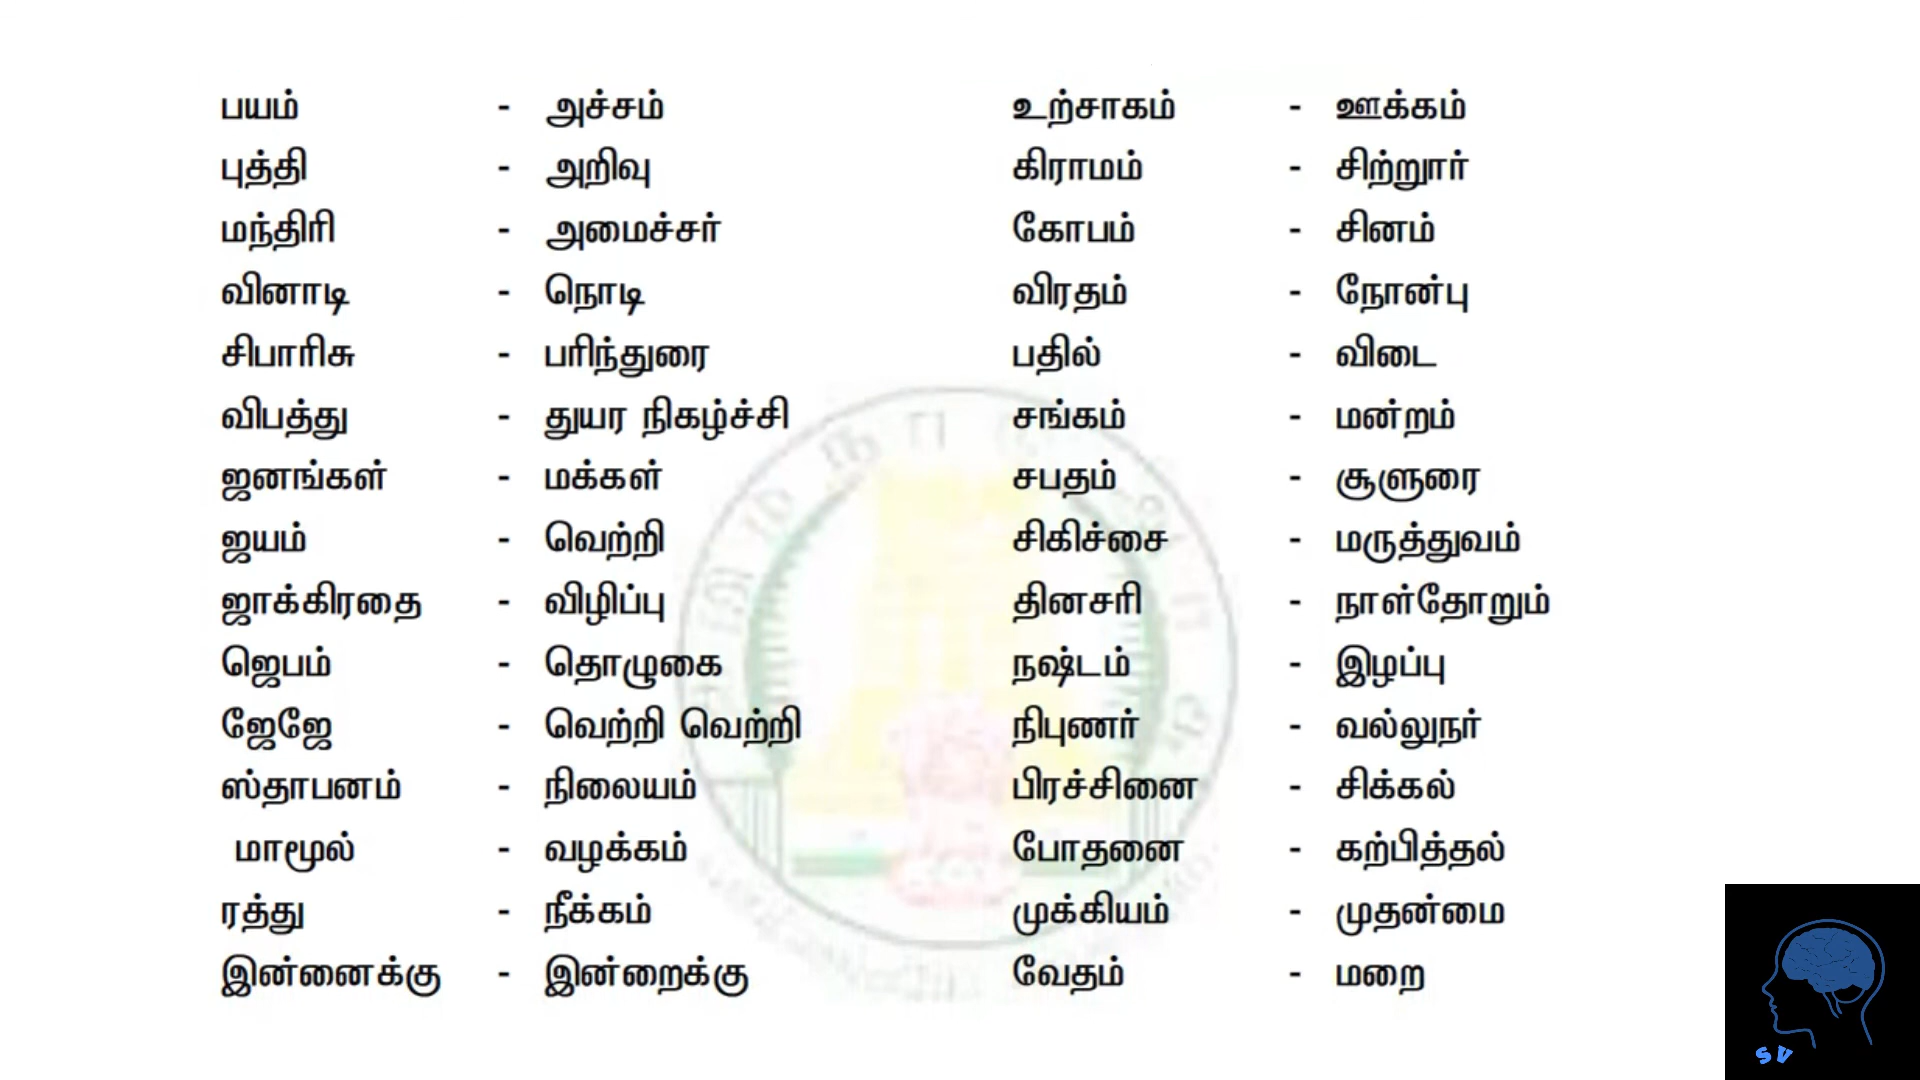 பயம் - அச்சம்
புத்தி - அறிவு
மந்திரி - அமைச்சர்
வினாடி - நொடி
சிபாரிசு - பரிந்துரை
விபத்து - துயர நிகழ்ச்சி
ஜனங்கள் - மக்கள்
ஜயம் - வெற்றி
ஜாக்கிரதை - விழிப்பு
ஜெபம் - தொழுகை
ஜேஜே - வெற்றி வெற்றி
ஸ்தாபனம் - நிலையம்
மாமூல் - வழக்கம்
ரத்து - நீக்கம்
இன்னைக்கு - இன்றைக்கு
உற்சாகம் - ஊக்கம்
கிராமம் - சிற்றூர்
கோபம் - சினம்
விரதம் - நோன்பு
பதில் - விடை
சங்கம் - மன்றம்
சபதம் - சூளுரை
சிகிச்சை - மருத்துவம்
தினசரி - நாள்தோறும்
நஷ்டம் - இழப்பு
நிபுணர் - வல்லுநர்
பிரச்சினை - சிக்கல்
போதனை - கற்பித்தல்
முக்கியம் - முதன்மை
வேதம் - மறை
SV